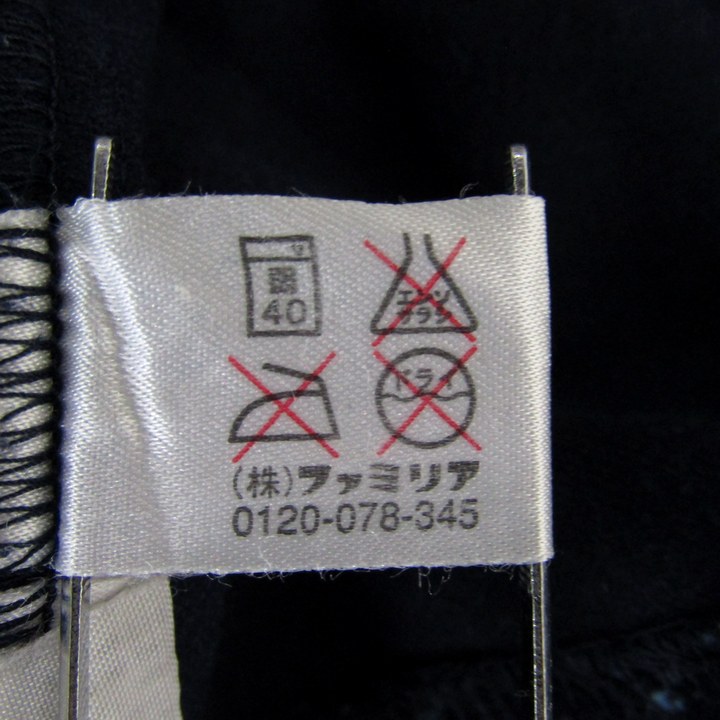 弱
40
エンソ
サラシ
ドライ
(株)ファミリア
0120-078-345